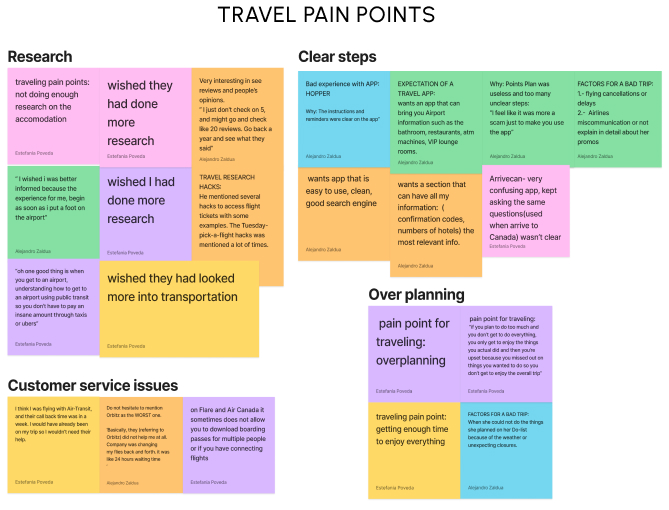 TRAVEL PAIN POINTS
Research
traveling pain points:
not doing enough
research on the
accomodation
Estefania Poveda
wished they
had done
more
research
Estefania Poveda
Very interesting in see
reviews and people's
opinions.
" I just don't check on 5,
and might go and check
like 20 reviews. Go back a
year and see what they
said"
Alejandro Zaldua
" I wished I was better
informed because the
experience for me, begin
as soon as i put a foot on
the airport"
Alejandro Zaldua
wished I had
done more
research
Estefania Poveda
TRAVEL RESEARCH
HACKS:
He mentioned several
hacks to access flight
tickets with some
examples. The Tuesday-
pick-a-flight hacks was
mentioned a lot of times.
Alejandro Zaldua
"oh one good thing is when
you get to an airport,
understanding how to get to
an airport using public transit
so you don't have to pay an
insane amount through taxis
or ubers"
Estefania Poveda
wished they had looked
more into transportation
Estefania Poveda
Clear steps
Bad experience with APP:
HOPPER
Why: The instructions and
reminders were clear on the app"
Alejandro Zaldua
EXPECTATION OF A
TRAVEL APP:
wants an app that can
bring you Airport
information such as the
bathroom, restaurants, atm
machines, VIP lounge
rooms.
Alejandro Zaldua
Why: Points Plan was
useless and too many
unclear steps:
"I feel like it was more a
scam just to make you use
the app"
Alejandro Zaldua
FACTORS FOR A BAD TRIP:
1.- flying cancellations or
delays
2.- Airlines
miscommunication or not
explain in detail about her
promos
Alejandro Zaldua
wants app that is
easy to use, clean,
good search engine
Alejandro Zaldua
wants a section that
can have all my
information: (
confirmation codes,
numbers of hotels) the
most relevant info.
Alejandro Zaldua
Arrivecan- very
confusing app, kept
asking the same
questions(used
when arrive to
Canada) wasn't clear
Estefania Poveda
Over planning
pain point for
traveling:
overplanning
Estefania Poveda
pain point for traveling:
"if you plan to do too much and
you don't get to do everything,
you only get to enjoy the things
you actual did and then you're
upset because you missed out on
things you wanted to do so you
don't get to enjoy the overall trip"
Estefania Poveda
traveling pain point:
getting enough time
to enjoy everything
Estefania Poveda
FACTORS FOR A BAD TRIP:
When she could not do the things
she planned on her Do-list
because of the weather or
unexpected closures.
Alejandro Zaldua
Customer service issues
I think I was flying with Air-Transit,
and their call back time was in a
week. I would have already been
on my trip so I wouldn't need their
help.
Estefania Poveda
Do not hesitate to mention
Orbitz as the WORST one.
'Basically, they (referring to
Orbitz) did not help me at all.
Company was changing
my flies back and forth. it was
like 24 hours waiting time
"
Alejandro Zaldua
on Flare and Air Canada it
sometimes does not allow
you to download boarding
passes for multiple people
or if you have connecting
flights
Estefania Poveda